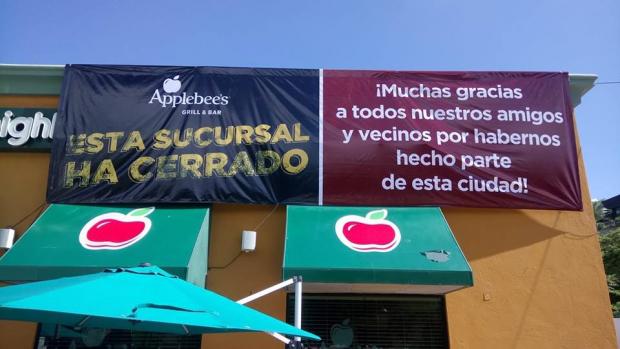 Applebee's
GRILL & BAR
ESTA SUCURSAL
HA CERRADO
¡Muchas gracias
a todos nuestros amigos
y vecinos por habernos
hecho parte
de esta ciudad!